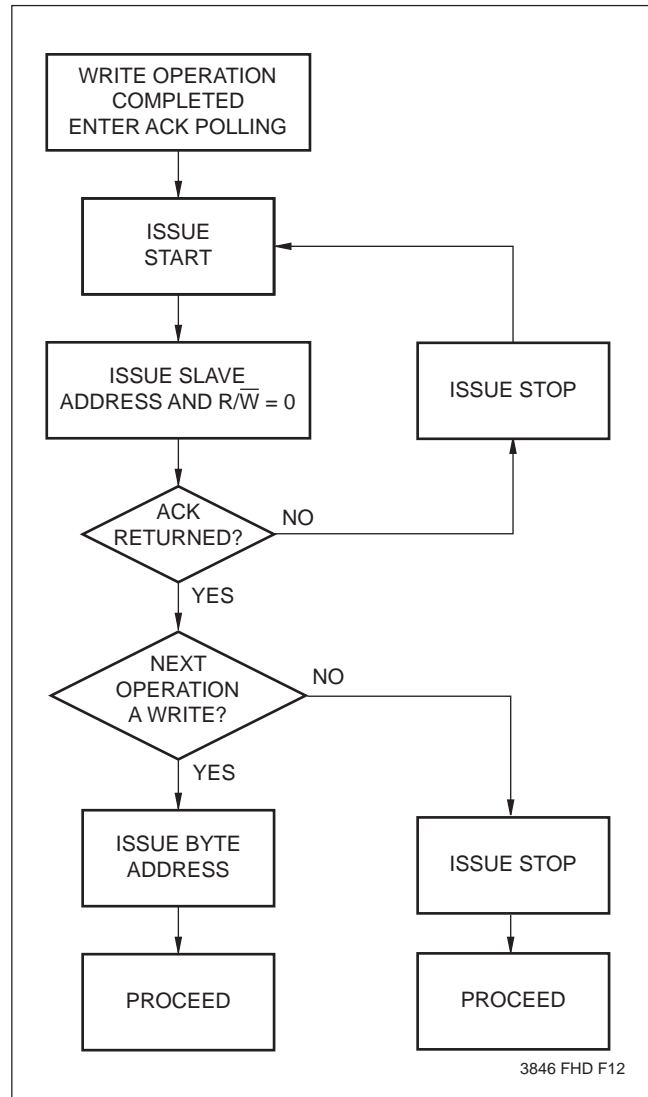 WRITE OPERATION
COMPLETED
ENTER ACK POLLING
ISSUE
START
ISSUE SLAVE
ADDRESS AND R/W̅ = 0
ISSUE STOP
ACK
RETURNED?
NO
YES
NEXT
OPERATION
A WRITE?
NO
YES
ISSUE BYTE
ADDRESS
ISSUE STOP
PROCEED
PROCEED
3846 FHD F12